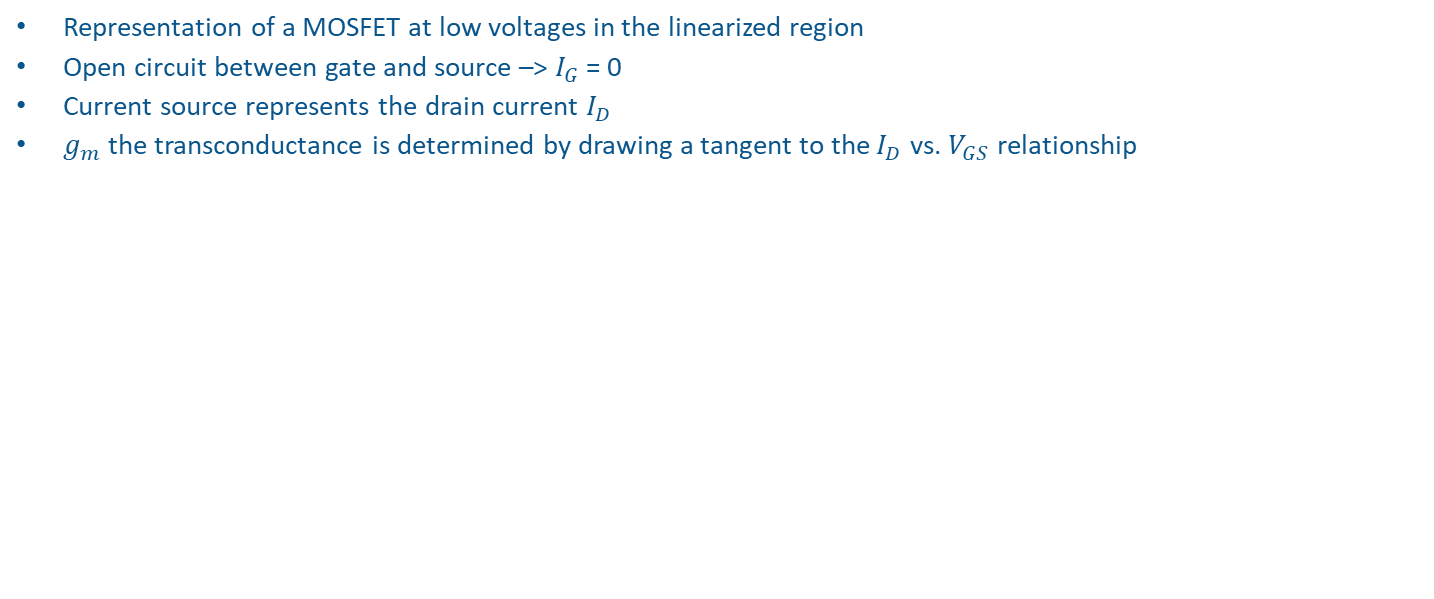 • Representation of a MOSFET at low voltages in the linearized region
• Open circuit between gate and source –> I_G = 0
• Current source represents the drain current I_D
• g_m the transconductance is determined by drawing a tangent to the I_D vs. V_GS relationship